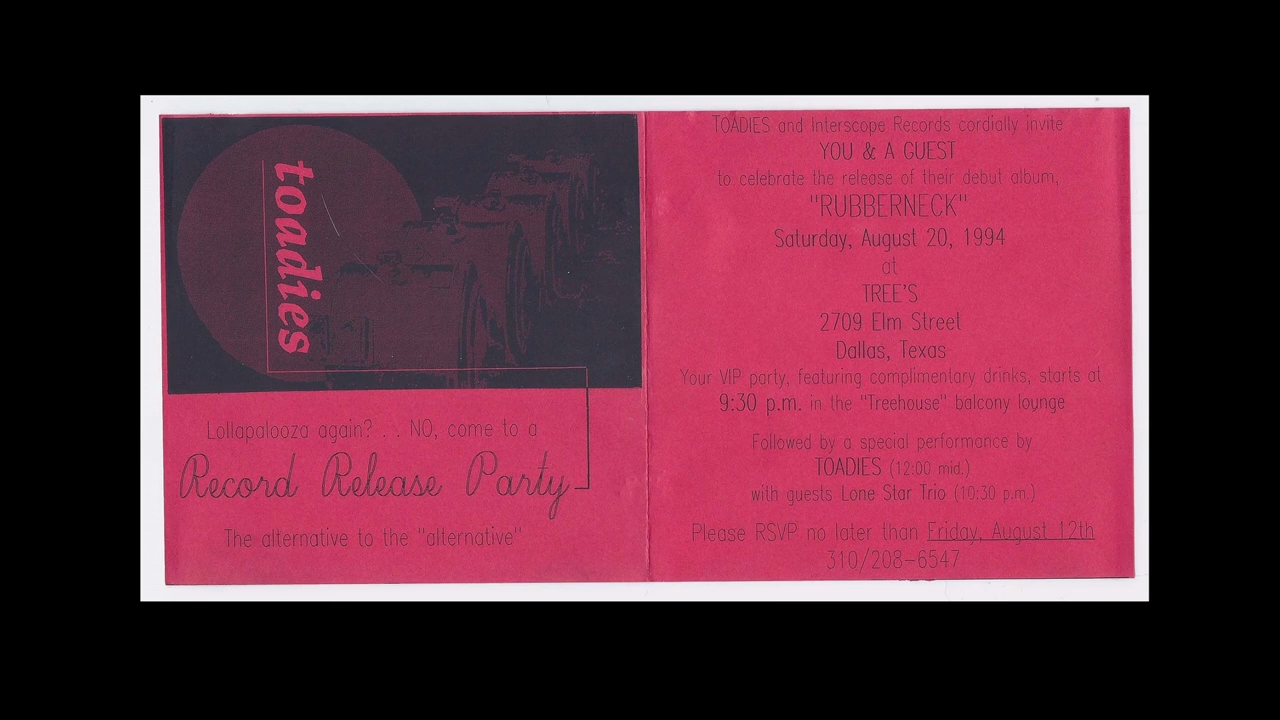 toadies
Lollapalooza again? . . NO, come to a
Record Release Party
The alternative to the "alternative"
TOADIES and Interscope Records cordially invite
YOU & A GUEST
to celebrate the release of their debut album,
"RUBBERNECK"
Saturday, August 20, 1994
at
TREE'S
2709 Elm Street
Dallas, Texas
Your VIP party, featuring complimentary drinks, starts at
9:30 p.m. in the "Treehouse" balcony lounge
Followed by a special performance by
TOADIES (12:00 mid.)
with guests Lone Star Trio (10:30 p.m.)
Please RSVP no later than Friday, August 12th
310/208-6547